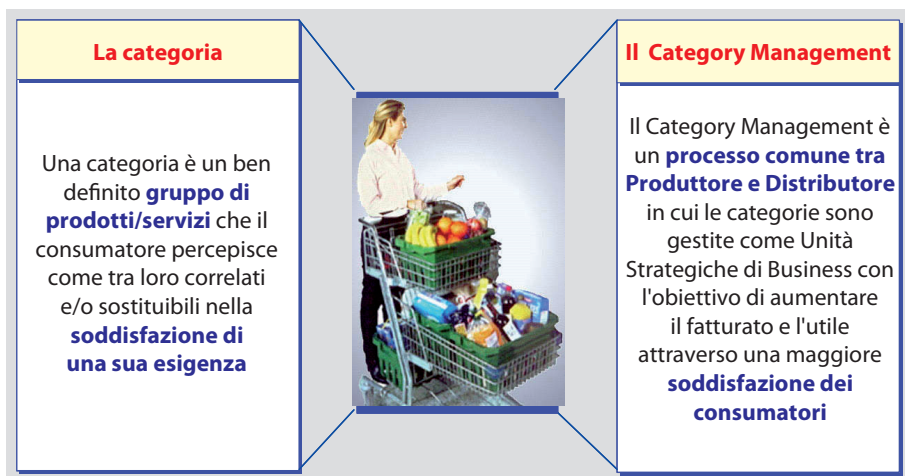 La categoria
Una categoria è un ben
definito gruppo di
prodotti/servizi che il
consumatore percepisce
come tra loro correlati
e/o sostituibili nella
soddisfazione di
una sua esigenza
Il Category Management
Il Category Management è
un processo comune tra
Produttore e Distributore
in cui le categorie sono
gestite come Unità
Strategiche di Business con
l'obiettivo di aumentare
il fatturato e l'utile
attraverso una maggiore
soddisfazione dei
consumatori